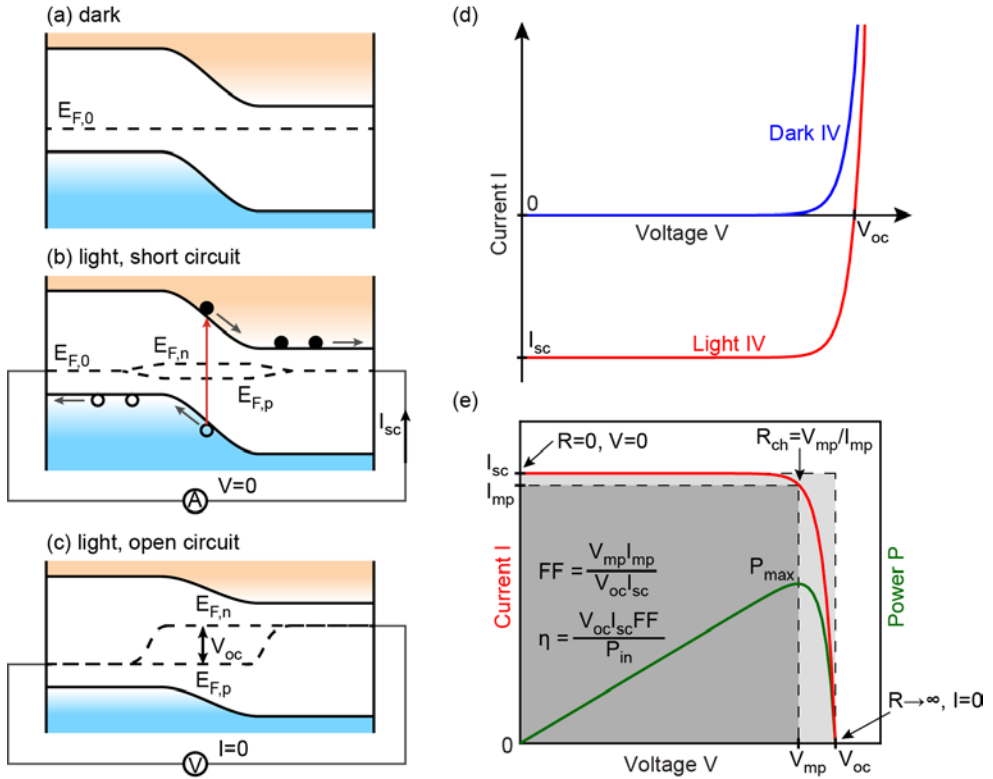 (a) dark
E_F,0
(b) light, short circuit
E_F,0
E_F,n
E_F,p
I_sc
V=0
A
(c) light, open circuit
E_F,n
V_oc
E_F,p
I=0
V
(d)
Current I
Dark IV
0
Voltage V
V_oc
I_sc
Light IV
(e)
R=0, V=0
R_ch=V_mp/I_mp
I_sc
I_mp
Current I
FF = V_mp I_mp / V_oc I_sc
P_max
η = V_oc I_sc FF / P_in
Power P
R→∞, I=0
0
Voltage V
V_mp
V_oc